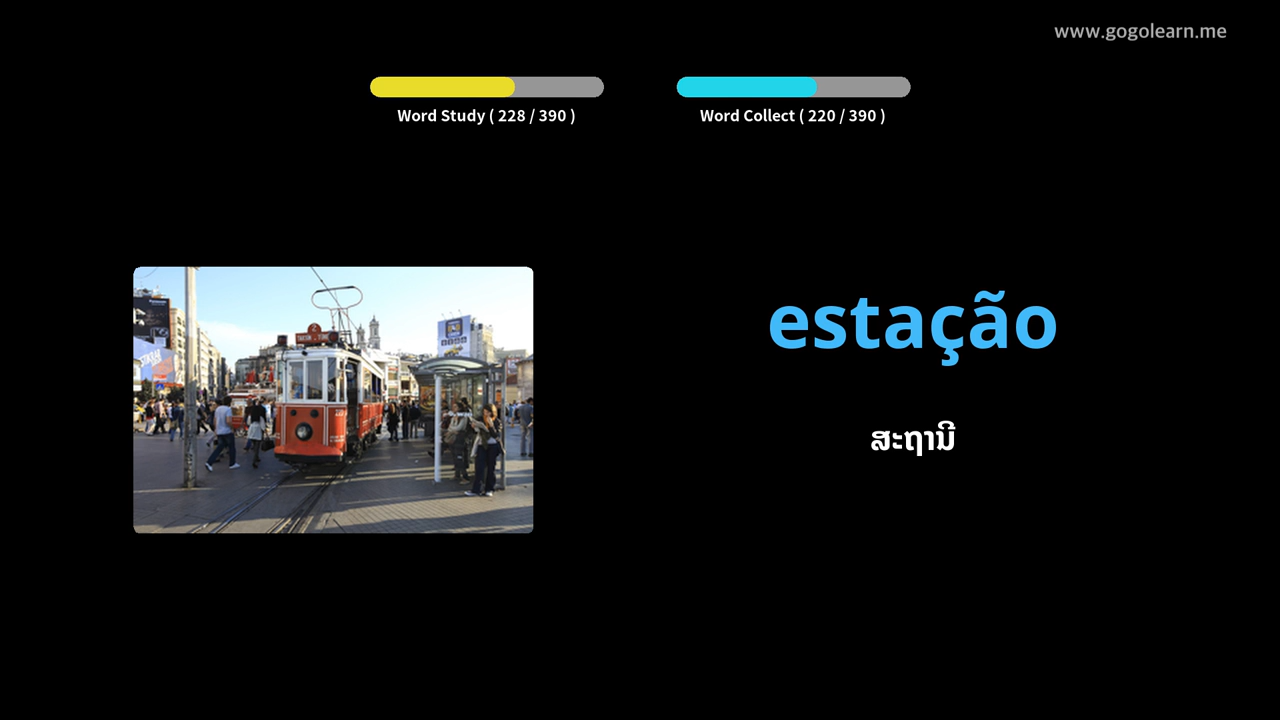 www.gogolearn.me
Word Study ( 228 / 390 )
Word Collect ( 220 / 390 )
estação
ສະຖານີ